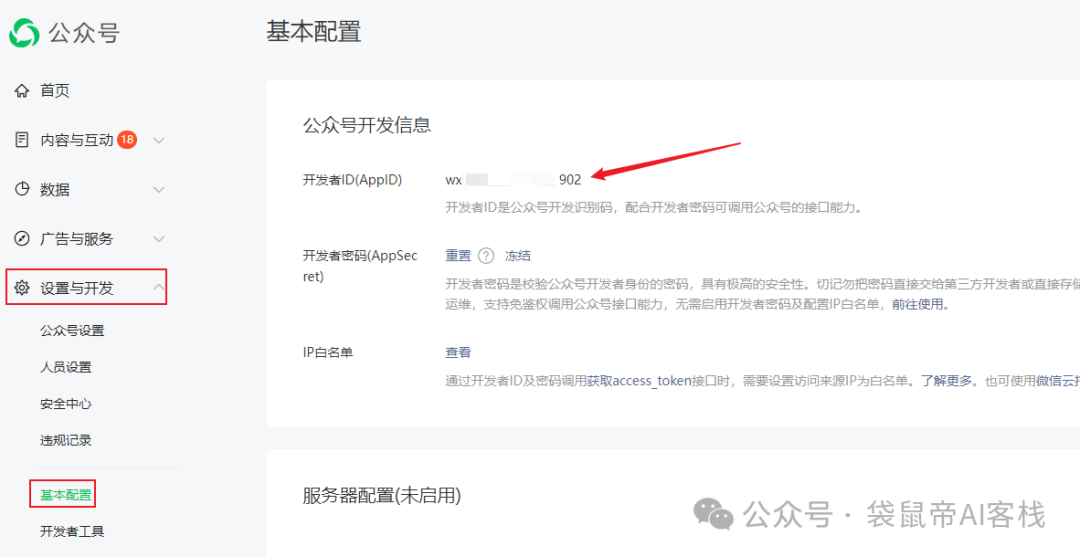 公众号
基本配置
首页
内容与互动 18
数据
广告与服务
设置与开发
公众号设置
人员设置
安全中心
违规记录
基本配置
开发者工具
公众号开发信息
开发者ID(AppID)
wx 902
开发者ID是公众号开发识别码，配合开发者密码可调用公众号的接口能力。
开发者密码(AppSec
ret)
重置 ? 冻结
开发者密码是校验公众号开发者身份的密码，具有极高的安全性。切记勿把密码直接交给第三方开发者或直接存储
运维，支持免鉴权调用公众号接口能力，无需启用开发者密码及配置IP白名单，前往使用。
IP白名单
查看
通过开发者ID及密码调用获取access_token接口时，需要设置访问来源IP为白名单。了解更多。也可使用微信云托
服务器配置(未启用)
公众号 · 袋鼠帝AI客栈